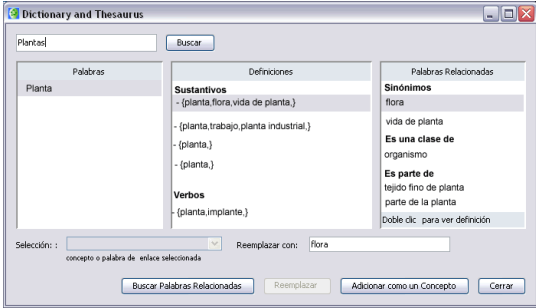 Dictionary and Thesaurus
Plantas
Buscar
Palabras
Planta
Definiciones
Sustantivos
- {planta,flora,vida de planta,}
- {planta,trabajo,planta industrial,}
- {planta,}
- {planta,}
Verbos
- {planta,implante,}
Palabras Relacionadas
Sinónimos
flora
vida de planta
Es una clase de
organismo
Es parte de
tejido fino de planta
parte de la planta
Doble clic para ver definición
Selección: :
concepto o palabra de enlace seleccionada
Reemplazar con: flora
Buscar Palabras Relacionadas
Reemplazar
Adicionar como un Concepto
Cerrar